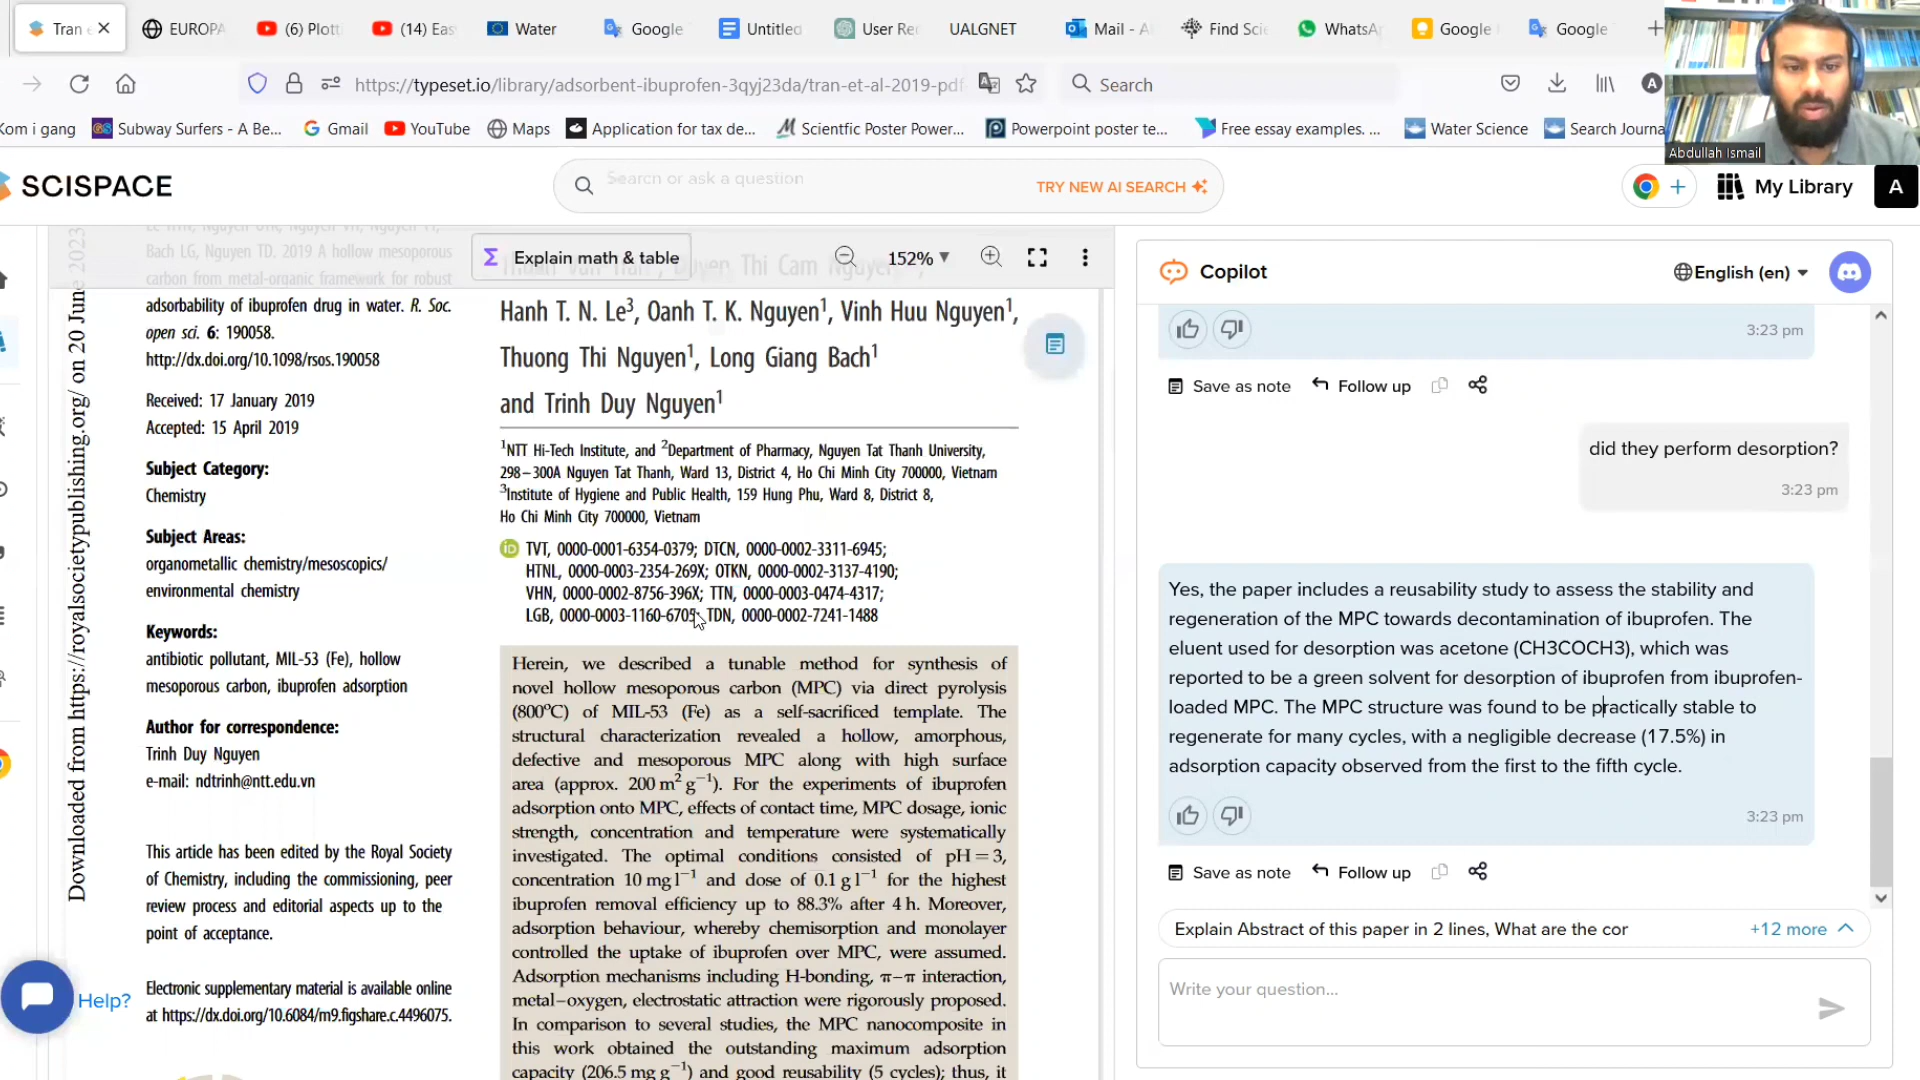 Tran e
EUROPA
(6) Plott
(14) Eas
Water
Google
Untitled
User Re
UALGNET
Mail - A
Find Scie
WhatsA
Google
Google
https://typeset.io/library/adsorbent-ibuprofen-3qyj23da/tran-et-al-2019-pdf
Search
A
Kom i gang
Subway Surfers - A Be...
Gmail
YouTube
Maps
Application for tax de...
Scientfic Poster Power...
Powerpoint poster te...
Free essay examples. ...
Water Science
Search Journa
Abdullah Ismail
SCISPACE
Search or ask a question
TRY NEW AI SEARCH
My Library
A
Explain math & table
152%
Downloaded from https://royalsocietypublishing.org/ on 20 June 2023
Bach LG, Nguyen TD. 2019 A hollow mesoporous
carbon from metal-organic framework for robust
adsorbability of ibuprofen drug in water. R. Soc.
open sci. 6: 190058.
http://dx.doi.org/10.1098/rsos.190058
Received: 17 January 2019
Accepted: 15 April 2019
Subject Category:
Chemistry
Subject Areas:
organometallic chemistry/mesoscopics/
environmental chemistry
Keywords:
antibiotic pollutant, MIL-53 (Fe), hollow
mesoporous carbon, ibuprofen adsorption
Author for correspondence:
Trinh Duy Nguyen
e-mail: ndtrinh@ntt.edu.vn
This article has been edited by the Royal Society
of Chemistry, including the commissioning, peer
review process and editorial aspects up to the
point of acceptance.
Electronic supplementary material is available online
at https://dx.doi.org/10.6084/m9.figshare.c.4496075.
Help?
Thi Cam Nguyen
Hanh T. N. Le3, Oanh T. K. Nguyen1, Vinh Huu Nguyen1,
Thuong Thi Nguyen1, Long Giang Bach1
and Trinh Duy Nguyen1
1NTT Hi-Tech Institute, and 2Department of Pharmacy, Nguyen Tat Thanh University,
298–300A Nguyen Tat Thanh, Ward 13, District 4, Ho Chi Minh City 700000, Vietnam
3Institute of Hygiene and Public Health, 159 Hung Phu, Ward 8, District 8,
Ho Chi Minh City 700000, Vietnam
iD TVT, 0000-0001-6354-0379; DTCN, 0000-0002-3311-6945;
HTNL, 0000-0003-2354-269X; OTKN, 0000-0002-3137-4190;
VHN, 0000-0002-8756-396X; TTN, 0000-0003-0474-4317;
LGB, 0000-0003-1160-6705; TDN, 0000-0002-7241-1488
Herein, we described a tunable method for synthesis of
novel hollow mesoporous carbon (MPC) via direct pyrolysis
(800°C) of MIL-53 (Fe) as a self-sacrificed template. The
structural characterization revealed a hollow, amorphous,
defective and mesoporous MPC along with high surface
area (approx. 200 m2 g−1). For the experiments of ibuprofen
adsorption onto MPC, effects of contact time, MPC dosage, ionic
strength, concentration and temperature were systematically
investigated. The optimal conditions consisted of pH = 3,
concentration 10 mg l−1 and dose of 0.1 g l−1 for the highest
ibuprofen removal efficiency up to 88.3% after 4 h. Moreover,
adsorption behaviour, whereby chemisorption and monolayer
controlled the uptake of ibuprofen over MPC, were assumed.
Adsorption mechanisms including H-bonding, π–π interaction,
metal–oxygen, electrostatic attraction were rigorously proposed.
In comparison to several studies, the MPC nanocomposite in
this work obtained the outstanding maximum adsorption
capacity (206.5 mg g−1) and good reusability (5 cycles); thus, it
Copilot
English (en)
3:23 pm
Save as note
Follow up
did they perform desorption?
3:23 pm
Yes, the paper includes a reusability study to assess the stability and
regeneration of the MPC towards decontamination of ibuprofen. The
eluent used for desorption was acetone (CH3COCH3), which was
reported to be a green solvent for desorption of ibuprofen from ibuprofen-
loaded MPC. The MPC structure was found to be practically stable to
regenerate for many cycles, with a negligible decrease (17.5%) in
adsorption capacity observed from the first to the fifth cycle.
3:23 pm
Save as note
Follow up
Explain Abstract of this paper in 2 lines, What are the cor
+12 more
Write your question...